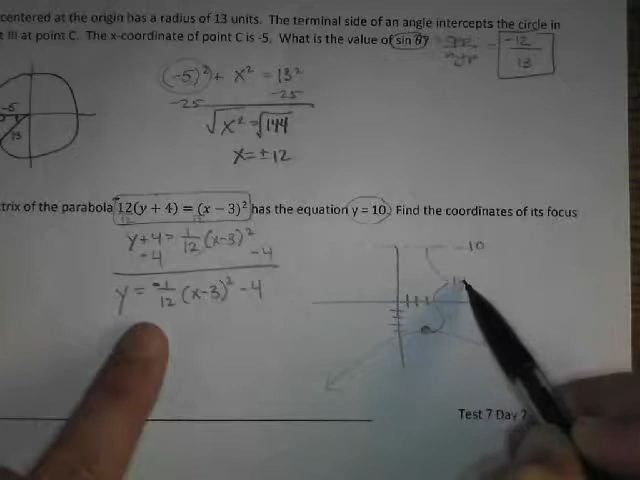 centered at the origin has a radius of 13 units. The terminal side of an angle intercepts the circle in
t III at point C. The x-coordinate of point C is -5. What is the value of sin θ?
-12
13
(-5)² + x² = 13²
-25 -25
√x² = √144
x = ±12
-5
13
trix of the parabola 12(y + 4) = (x − 3)² has the equation y = 10. Find the coordinates of its focus
12 12
y+4 = 1/12 (x-3)²
-4 -4
y = -1/12 (x-3)² - 4
10
Test 7 Day